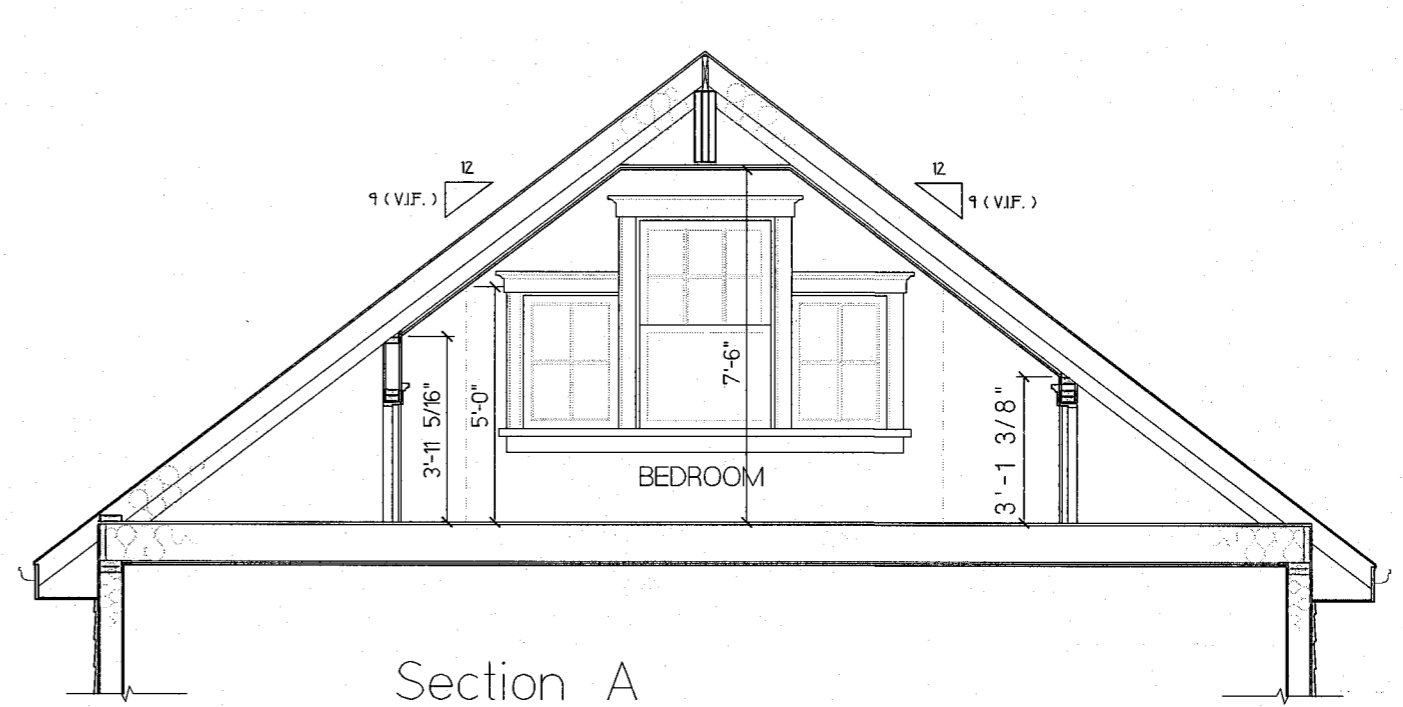 12
9 ( V.I.F. )
12
9 ( V.I.F. )
3'-11 5/16"
5'-0"
7'-6"
3'-1 3/8"
BEDROOM
Section A